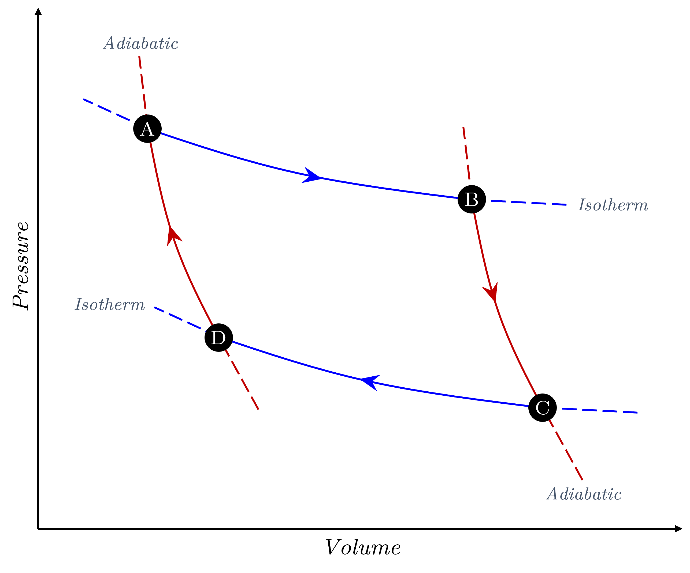 Adiabatic
A
B
Isotherm
Pressure
Isotherm
D
C
Adiabatic
Volume